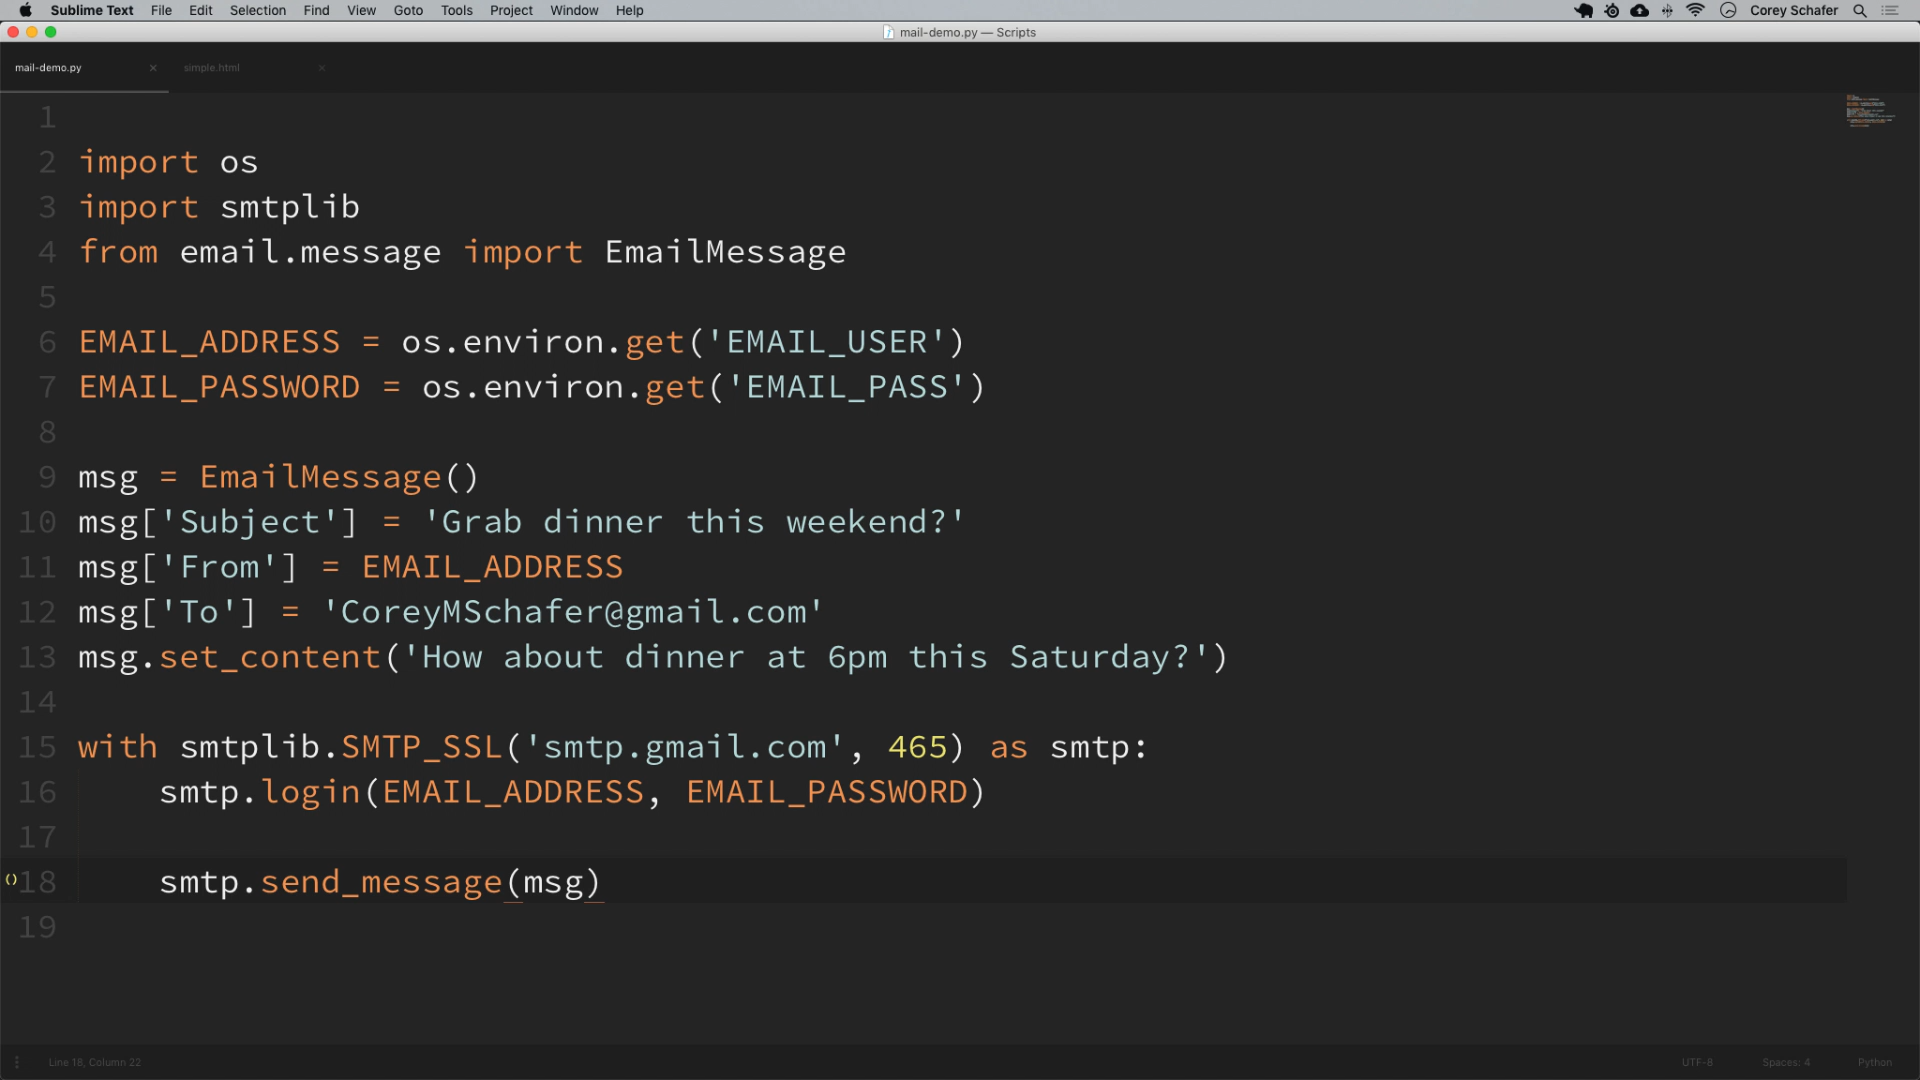 Sublime Text File Edit Selection Find View Goto Tools Project Window Help Corey Schafer
mail-demo.py — Scripts
mail-demo.py simple.html
1
2 import os
3 import smtplib
4 from email.message import EmailMessage
5
6 EMAIL_ADDRESS = os.environ.get('EMAIL_USER')
7 EMAIL_PASSWORD = os.environ.get('EMAIL_PASS')
8
9 msg = EmailMessage()
10 msg['Subject'] = 'Grab dinner this weekend?'
11 msg['From'] = EMAIL_ADDRESS
12 msg['To'] = 'CoreyMSchafer@gmail.com'
13 msg.set_content('How about dinner at 6pm this Saturday?')
14
15 with smtplib.SMTP_SSL('smtp.gmail.com', 465) as smtp:
16     smtp.login(EMAIL_ADDRESS, EMAIL_PASSWORD)
17
()18     smtp.send_message(msg)
19
Line 18, Column 22 UTF-8 Spaces: 4 Python